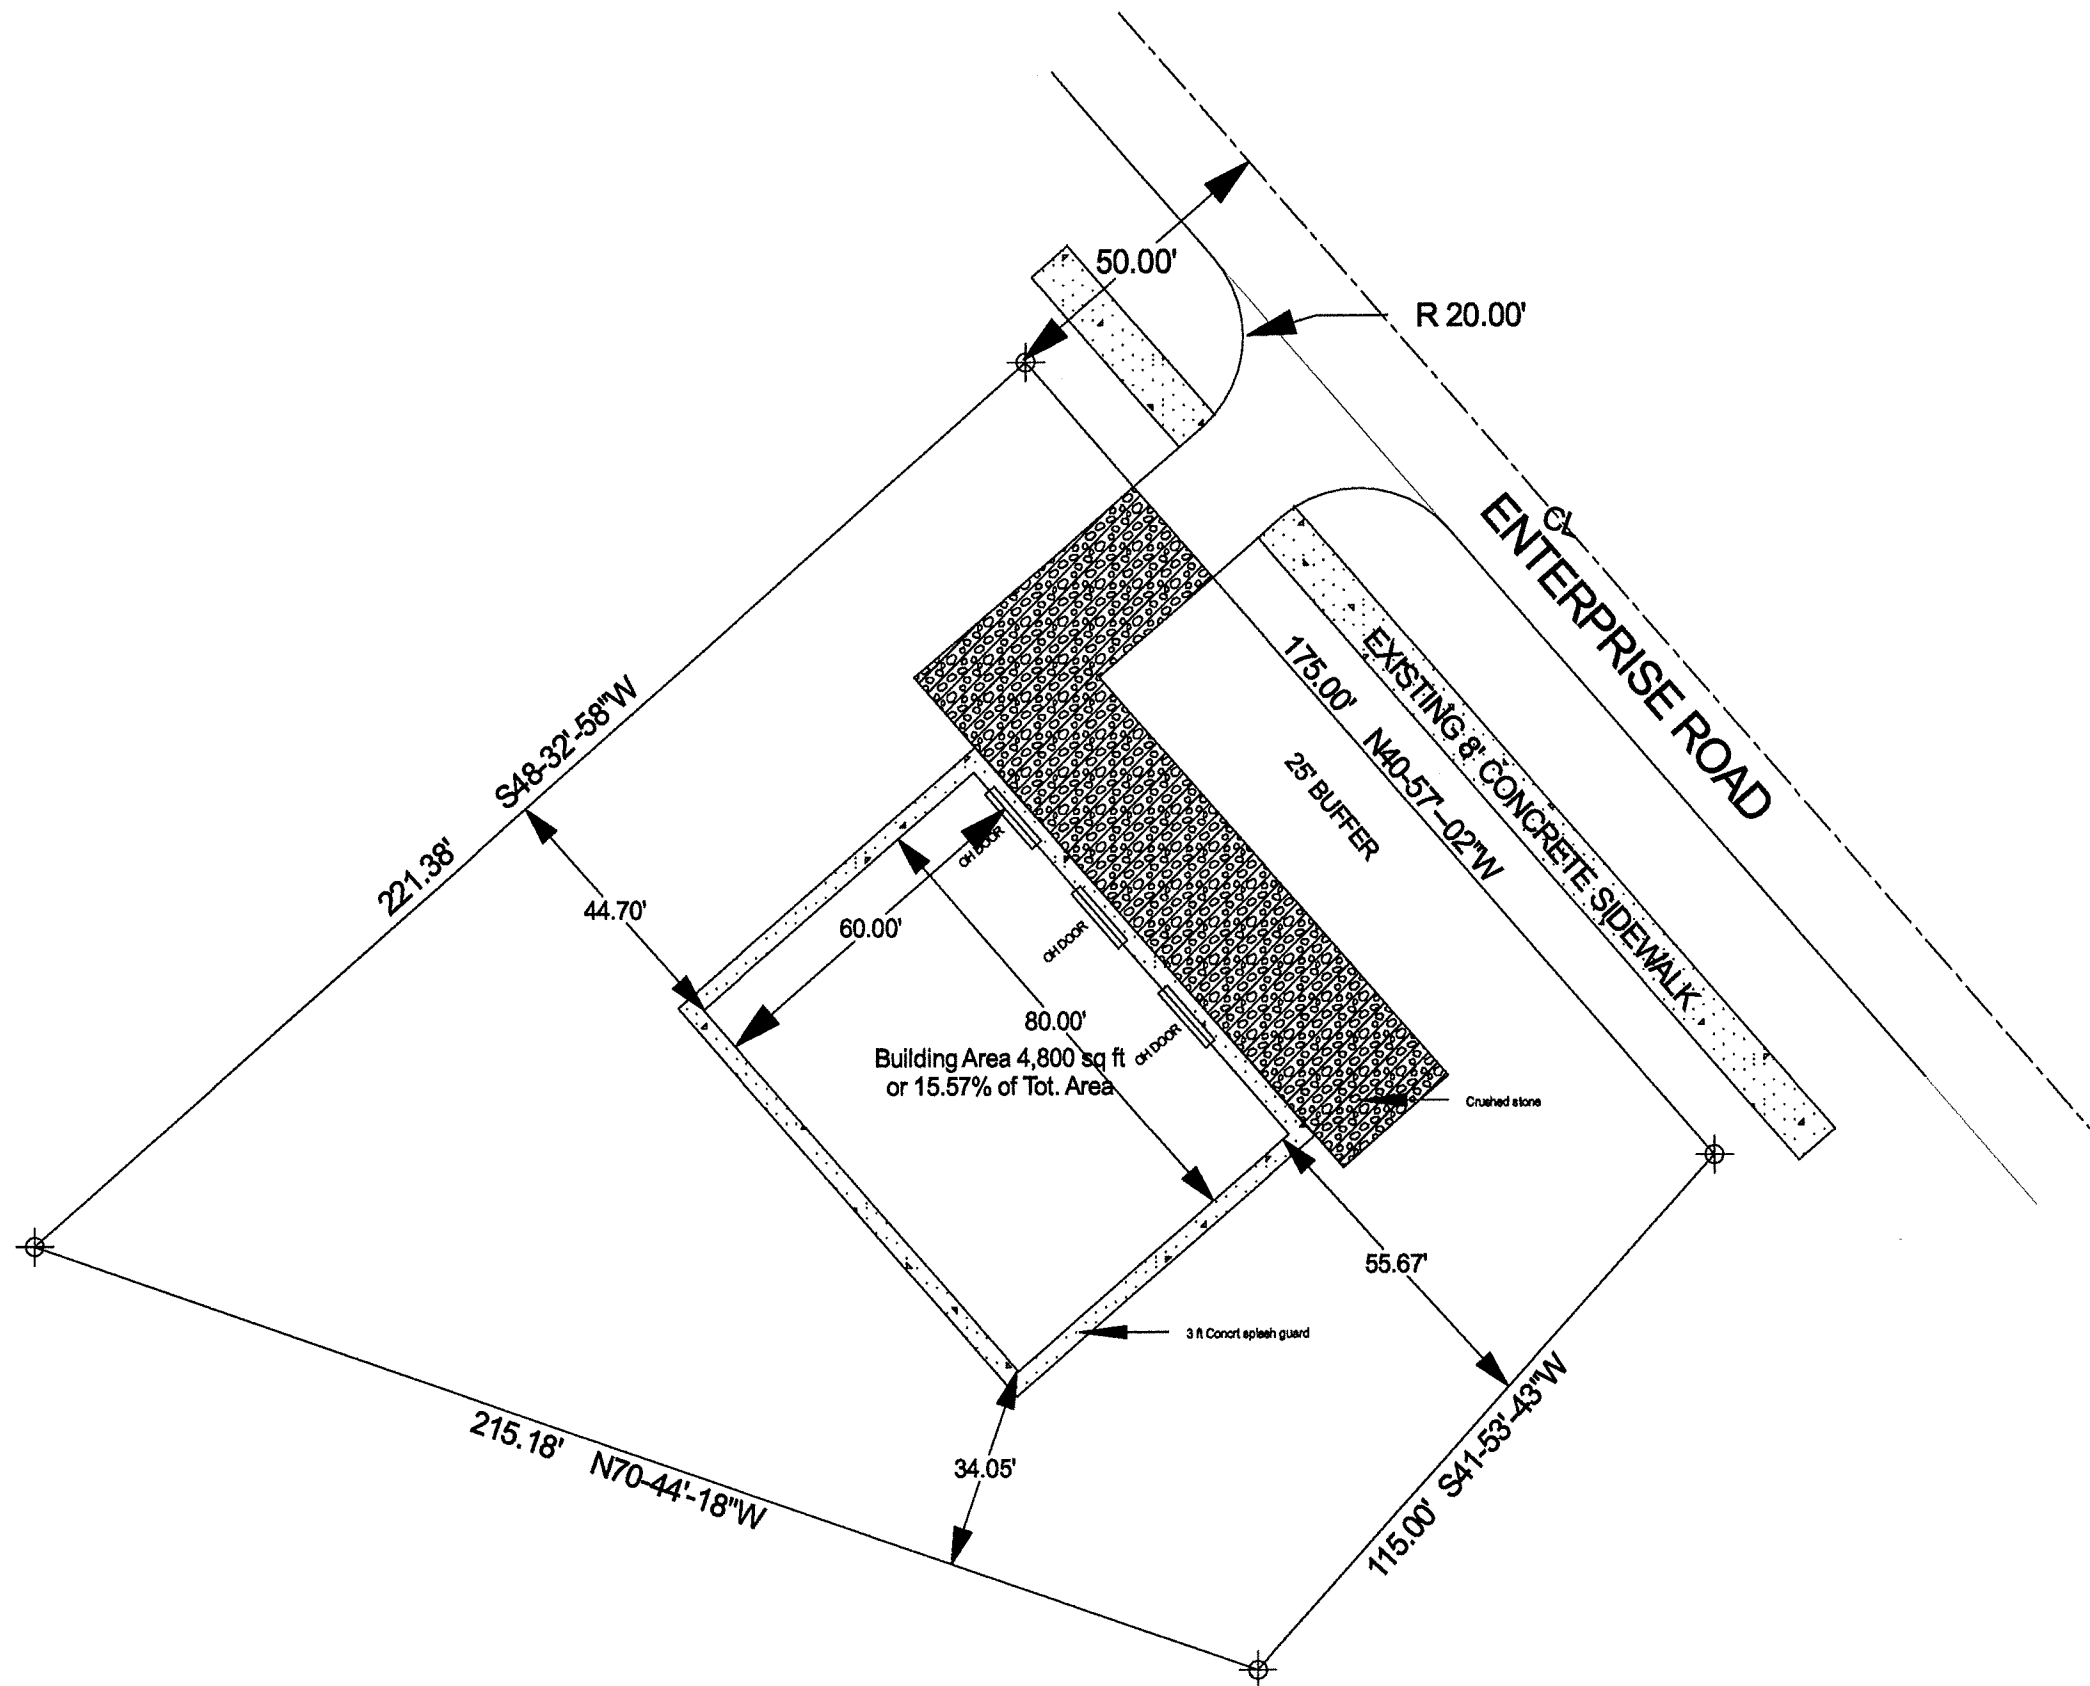 50.00'
R 20.00'
CL
ENTERPRISE ROAD
EXISTING 8' CONCRETE SIDEWALK
175.00' N40-57'-02"W
25' BUFFER
S48-32'-58"W
221.38'
44.70'
OH DOOR
60.00'
OH DOOR
80.00'
OH DOOR
Building Area 4,800 sq ft
or 15.57% of Tot. Area
Crushed stone
55.67'
3 ft Concrt splash guard
34.05'
115.00' S41-53'-43"W
215.18' N70-44'-18"W